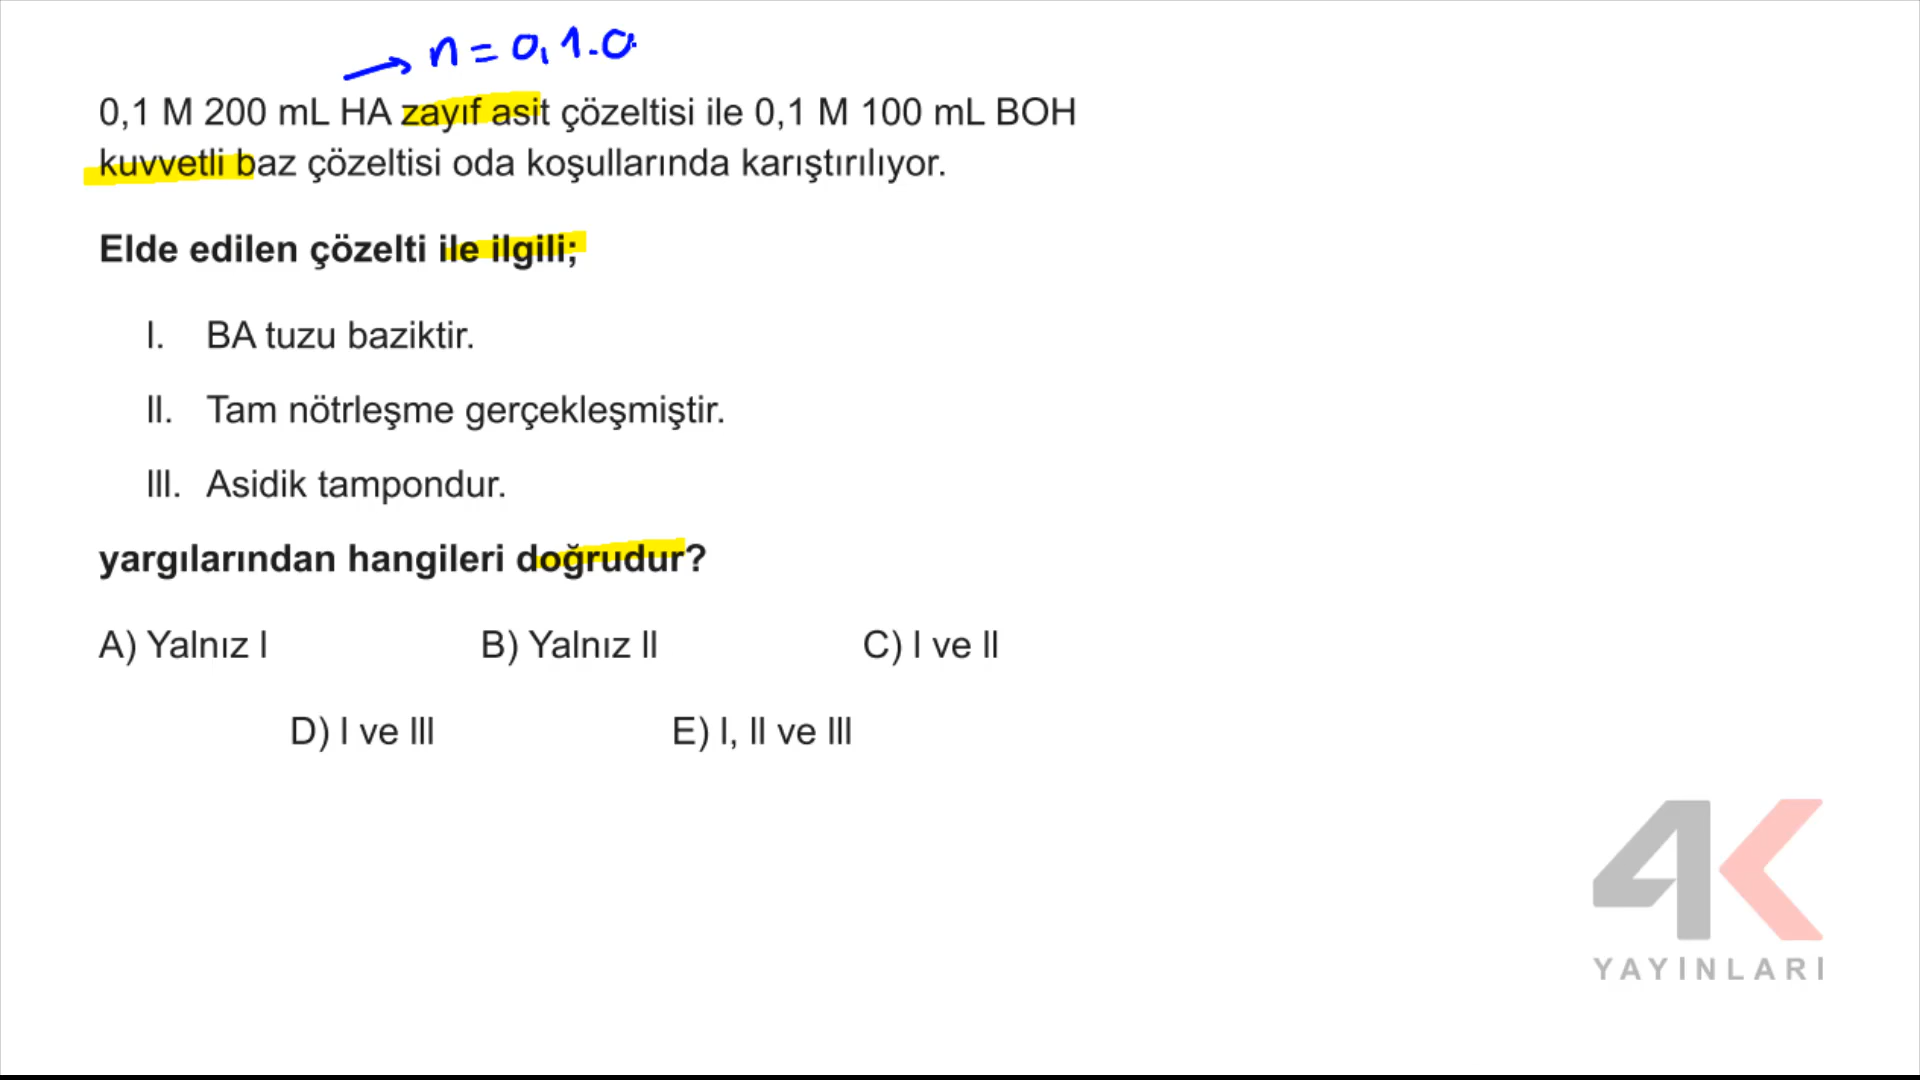 → n = 0,1.0
0,1 M 200 mL HA zayıf asit çözeltisi ile 0,1 M 100 mL BOH
kuvvetli baz çözeltisi oda koşullarında karıştırılıyor.
Elde edilen çözelti ile ilgili;
I. BA tuzu baziktir.
II. Tam nötrleşme gerçekleşmiştir.
III. Asidik tampondur.
yargılarından hangileri doğrudur?
A) Yalnız I B) Yalnız II C) I ve II
D) I ve III E) I, II ve III
4K
YAYINLARI